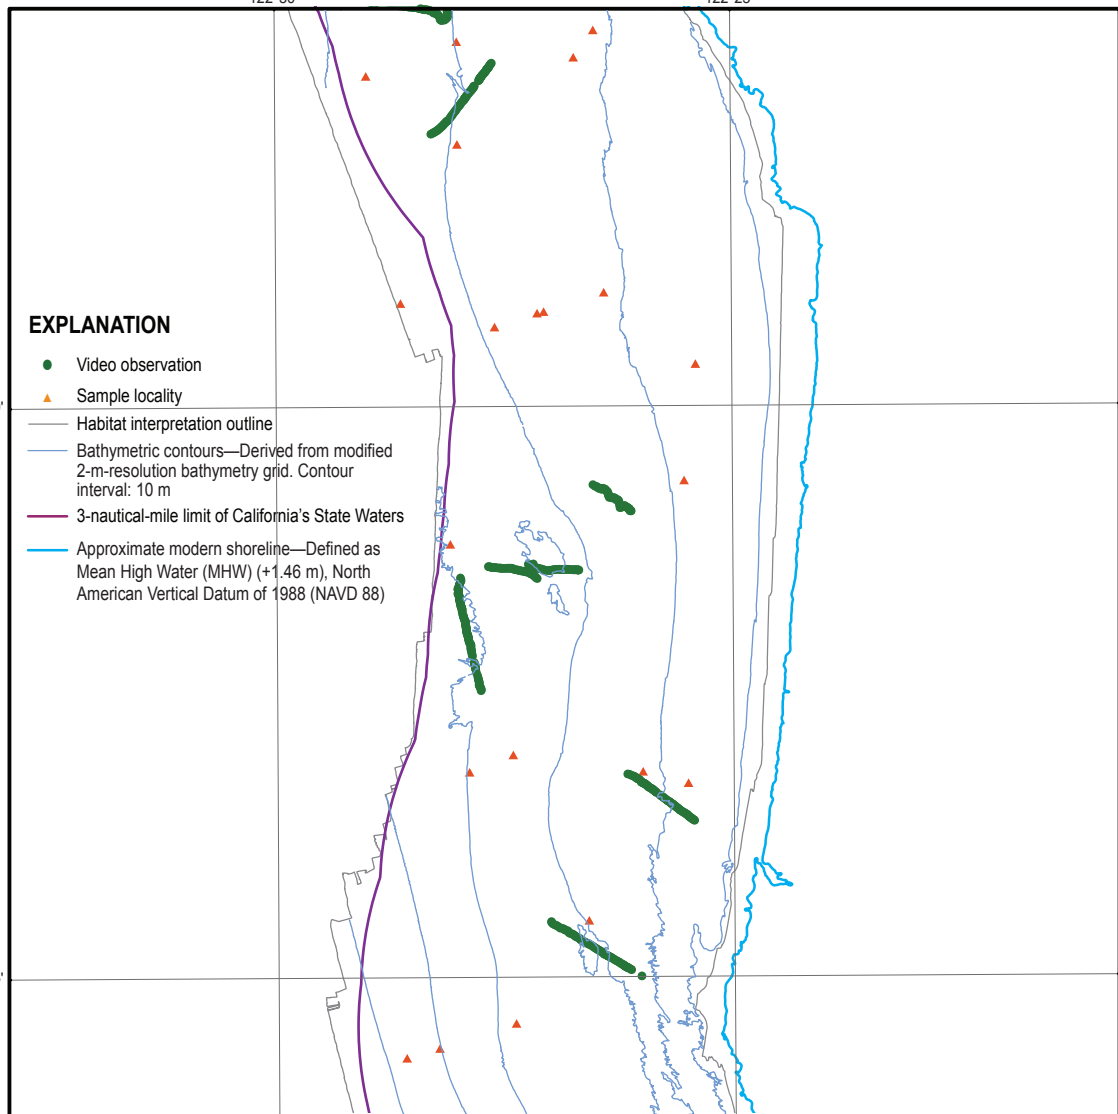 EXPLANATION
Video observation
Sample locality
Habitat interpretation outline
Bathymetric contours—Derived from modified
2-m-resolution bathymetry grid. Contour
interval: 10 m
3-nautical-mile limit of California's State Waters
Approximate modern shoreline—Defined as
Mean High Water (MHW) (+1.46 m), North
American Vertical Datum of 1988 (NAVD 88)